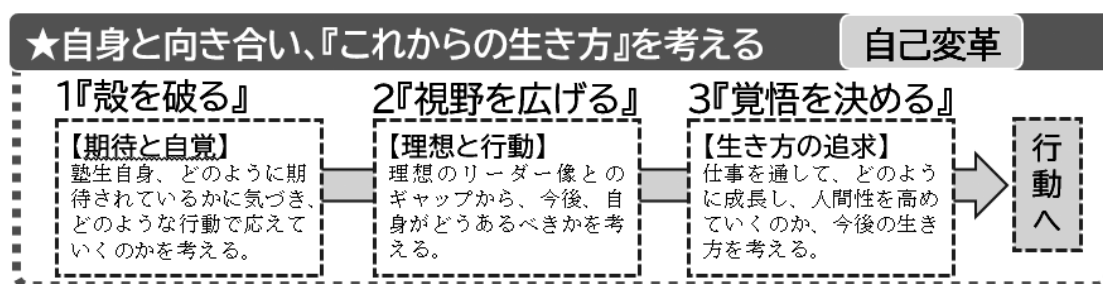 ★自身と向き合い、『これからの生き方』を考える
自己変革
1『殻を破る』
【期待と自覚】
塾生自身、どのように期
待されているかに気づき、
どのような行動で応えて
いくのかを考える。
2『視野を広げる』
【理想と行動】
理想のリーダー像との
ギャップから、今後、自
身がどうあるべきかを考
える。
3『覚悟を決める』
【生き方の追求】
仕事を通して、どのよう
に成長し、人間性を高め
ていくのか、今後の生き
方を考える。
行動へ